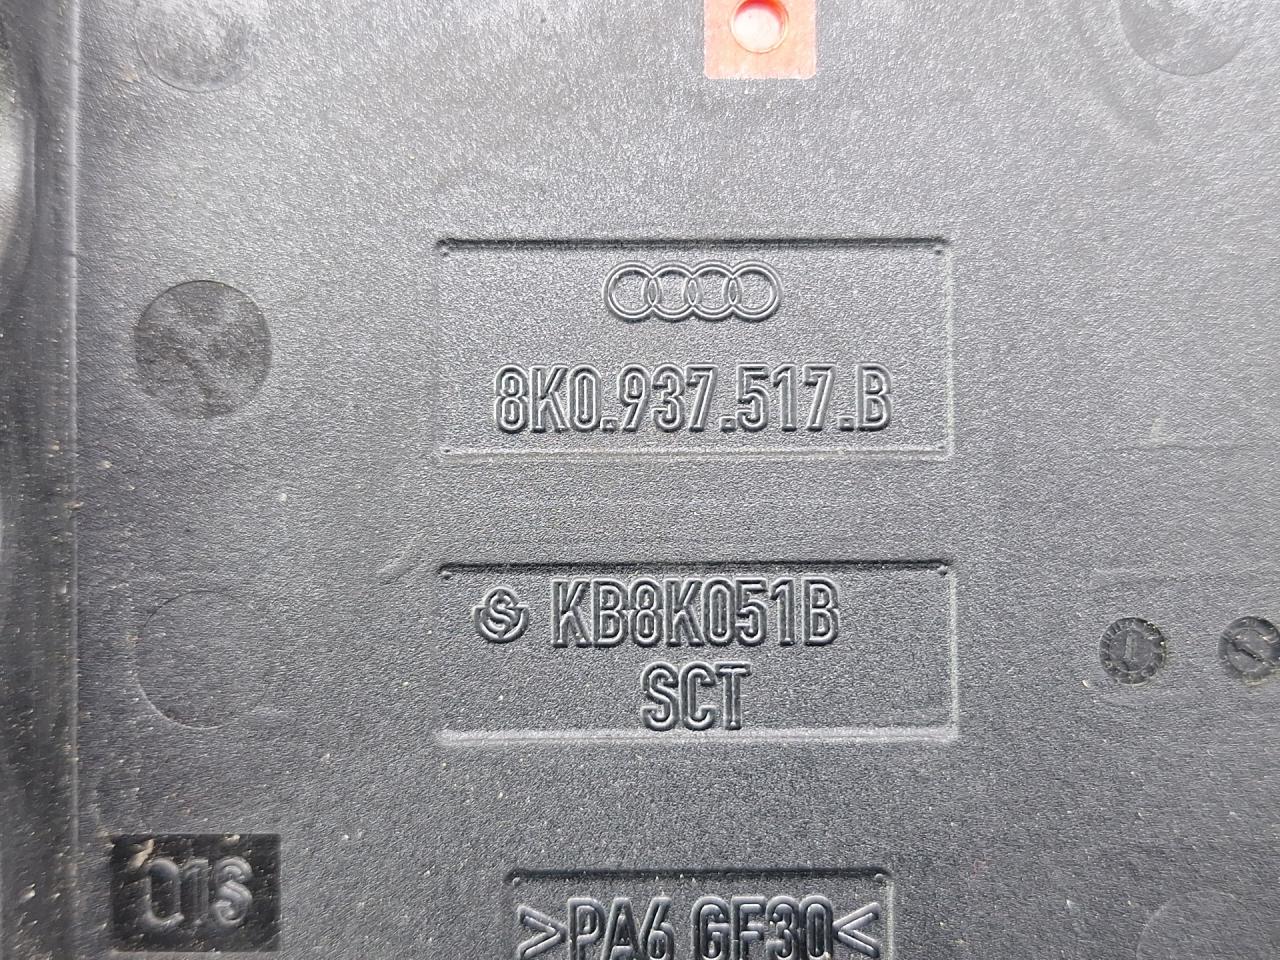 8K0.937.517.B
KB8K051B
SCT
01S
>PA6 GF30<